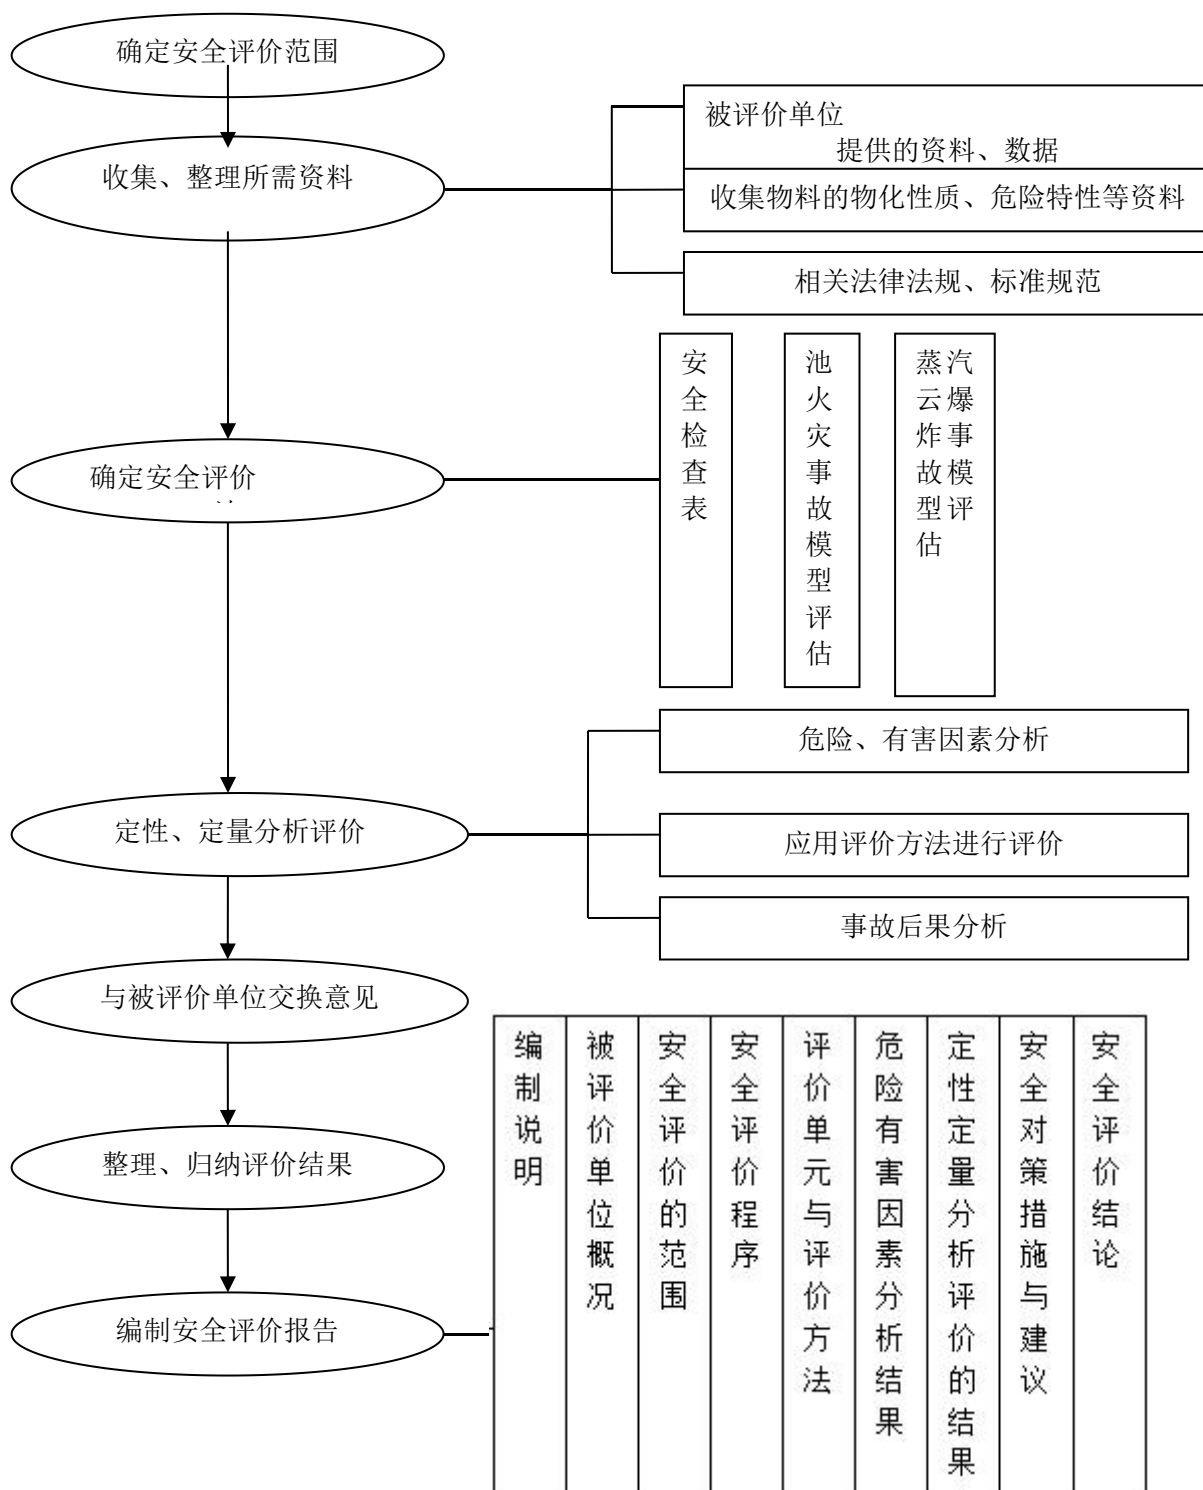 确定安全评价范围
收集、整理所需资料
被评价单位
提供的资料、数据
收集物料的物化性质、危险特性等资料
相关法律法规、标准规范
确定安全评价
安全检查表
池火灾事故模型评估
蒸汽
云爆
炸事
故模
型评
估
定性、定量分析评价
危险、有害因素分析
应用评价方法进行评价
事故后果分析
与被评价单位交换意见
整理、归纳评价结果
编制安全评价报告
编制说明
被评价单位概况
安全评价的范围
安全评价程序
评价单元与评价方法
危险有害因素分析结果
定性定量分析评价的结果
安全对策措施与建议
安全评价结论